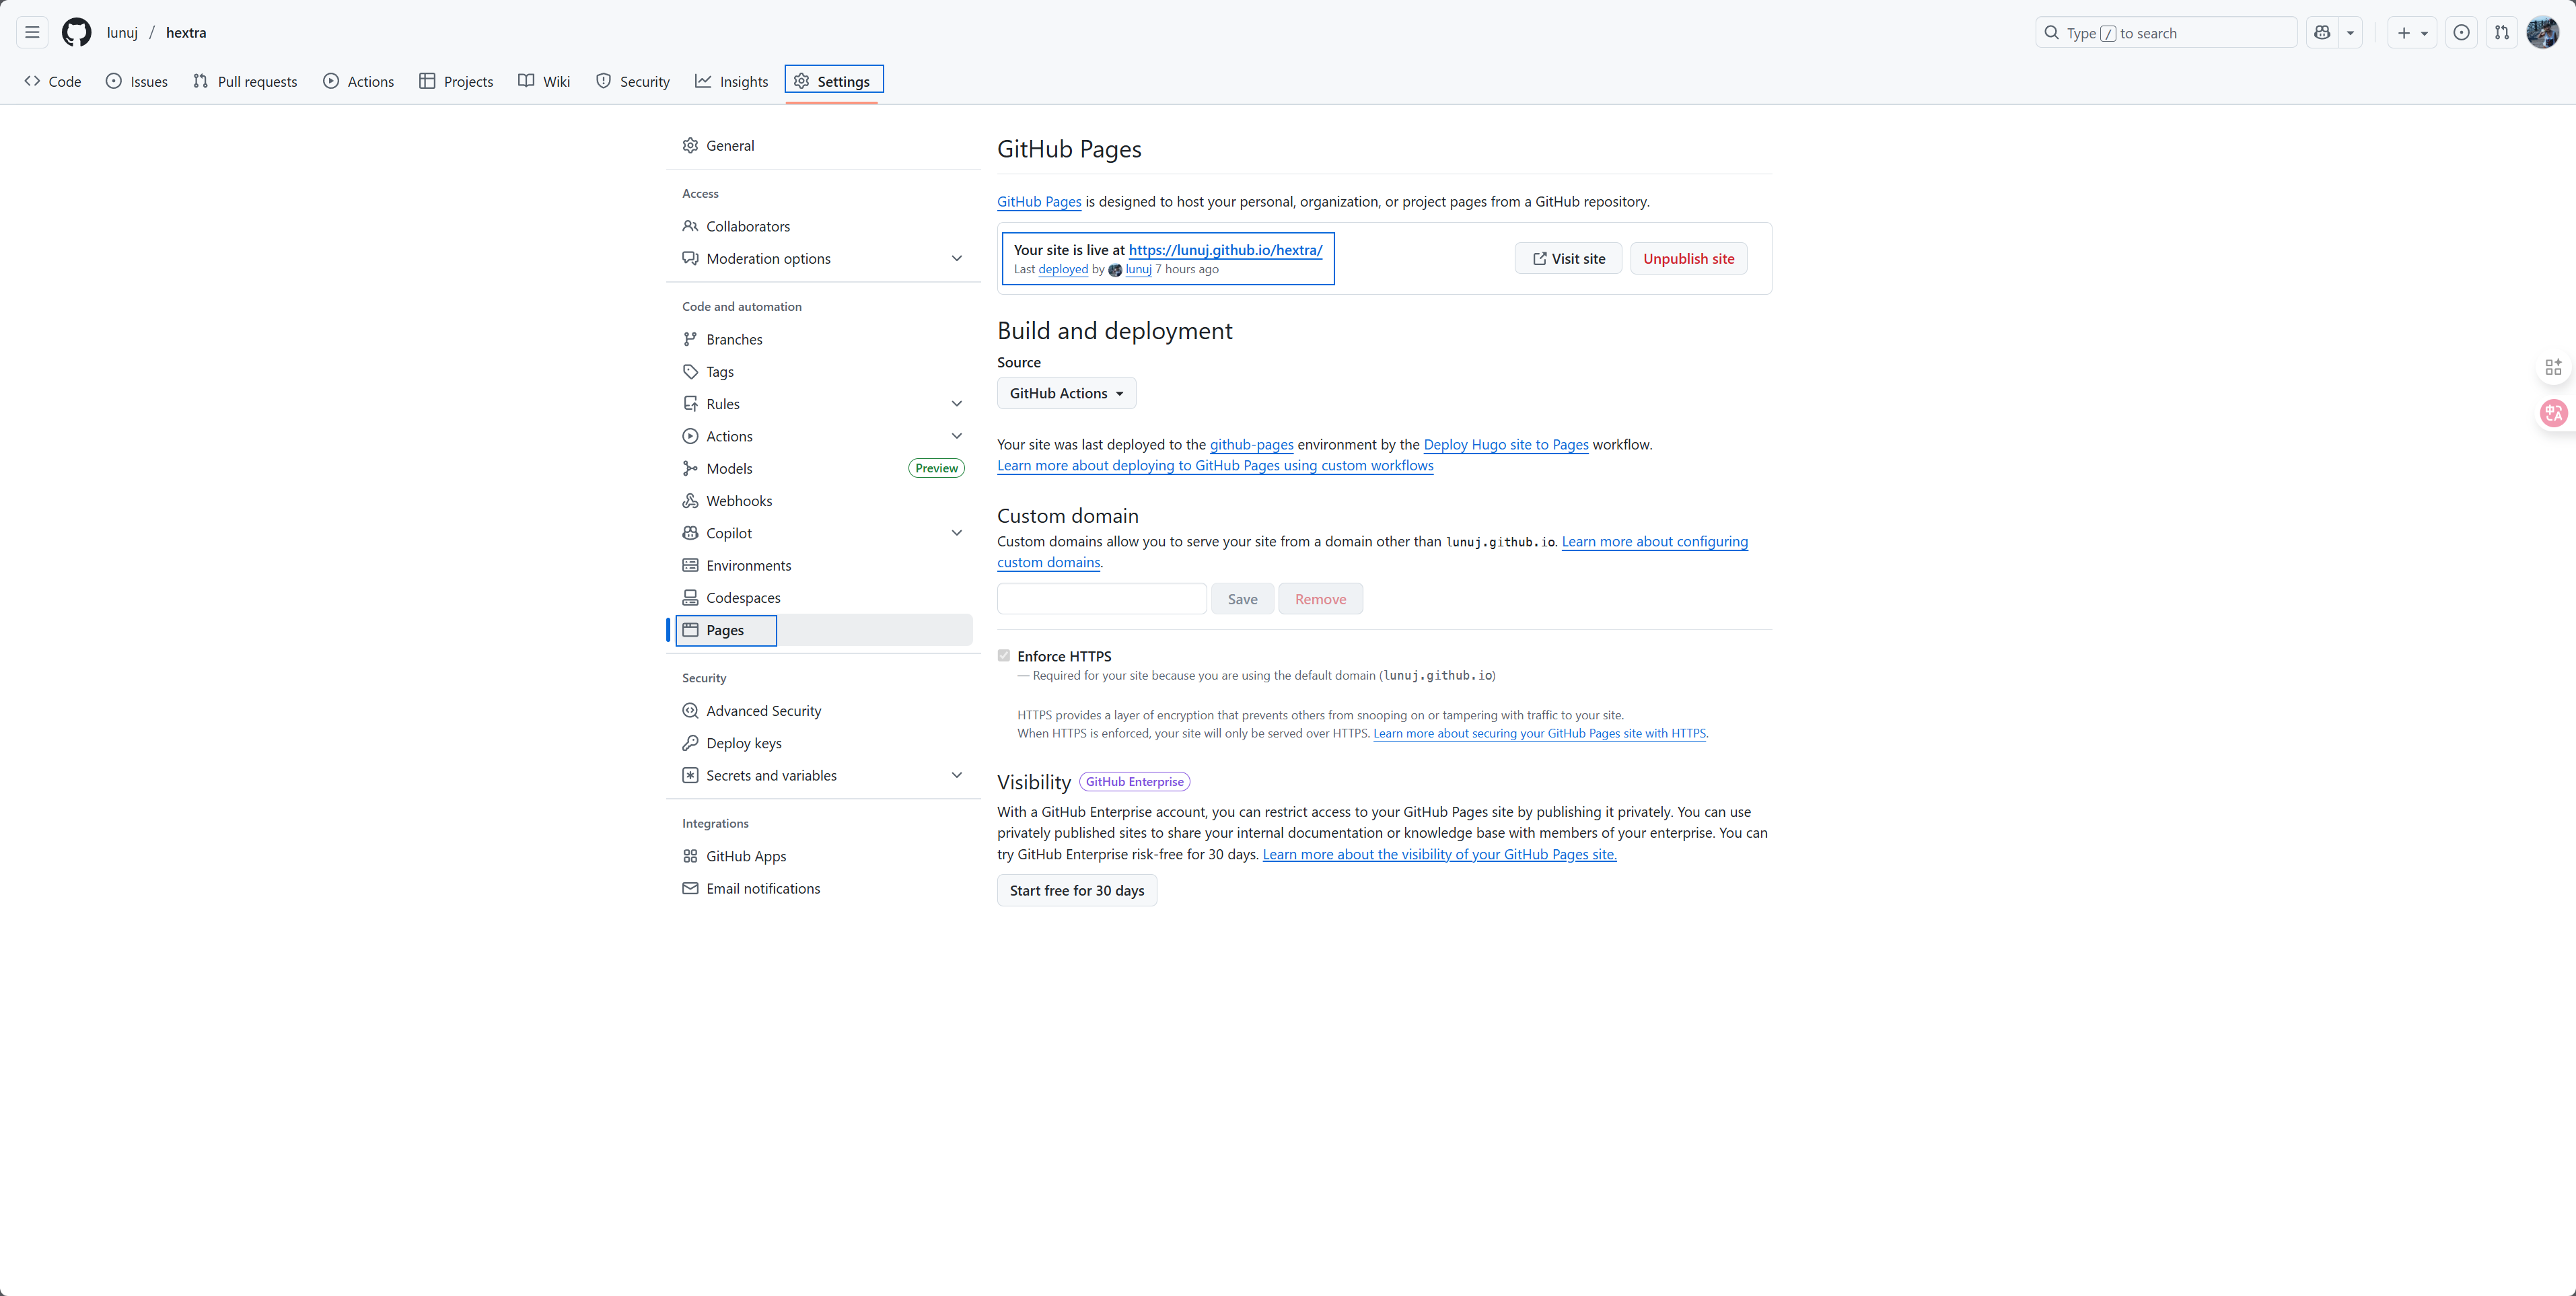 lunuj / hextra
Type / to search
Code Issues Pull requests Actions Projects Wiki Security Insights Settings
General
Access
Collaborators
Moderation options
Code and automation
Branches
Tags
Rules
Actions
Models Preview
Webhooks
Copilot
Environments
Codespaces
Pages
Security
Advanced Security
Deploy keys
Secrets and variables
Integrations
GitHub Apps
Email notifications
GitHub Pages
GitHub Pages is designed to host your personal, organization, or project pages from a GitHub repository.
Your site is live at https://lunuj.github.io/hextra/
Last deployed by lunuj 7 hours ago
Visit site
Unpublish site
Build and deployment
Source
GitHub Actions
Your site was last deployed to the github-pages environment by the Deploy Hugo site to Pages workflow.
Learn more about deploying to GitHub Pages using custom workflows
Custom domain
Custom domains allow you to serve your site from a domain other than lunuj.github.io. Learn more about configuring
custom domains.
Save
Remove
Enforce HTTPS
— Required for your site because you are using the default domain (lunuj.github.io)
HTTPS provides a layer of encryption that prevents others from snooping on or tampering with traffic to your site.
When HTTPS is enforced, your site will only be served over HTTPS. Learn more about securing your GitHub Pages site with HTTPS.
Visibility GitHub Enterprise
With a GitHub Enterprise account, you can restrict access to your GitHub Pages site by publishing it privately. You can use
privately published sites to share your internal documentation or knowledge base with members of your enterprise. You can
try GitHub Enterprise risk-free for 30 days. Learn more about the visibility of your GitHub Pages site.
Start free for 30 days
中A